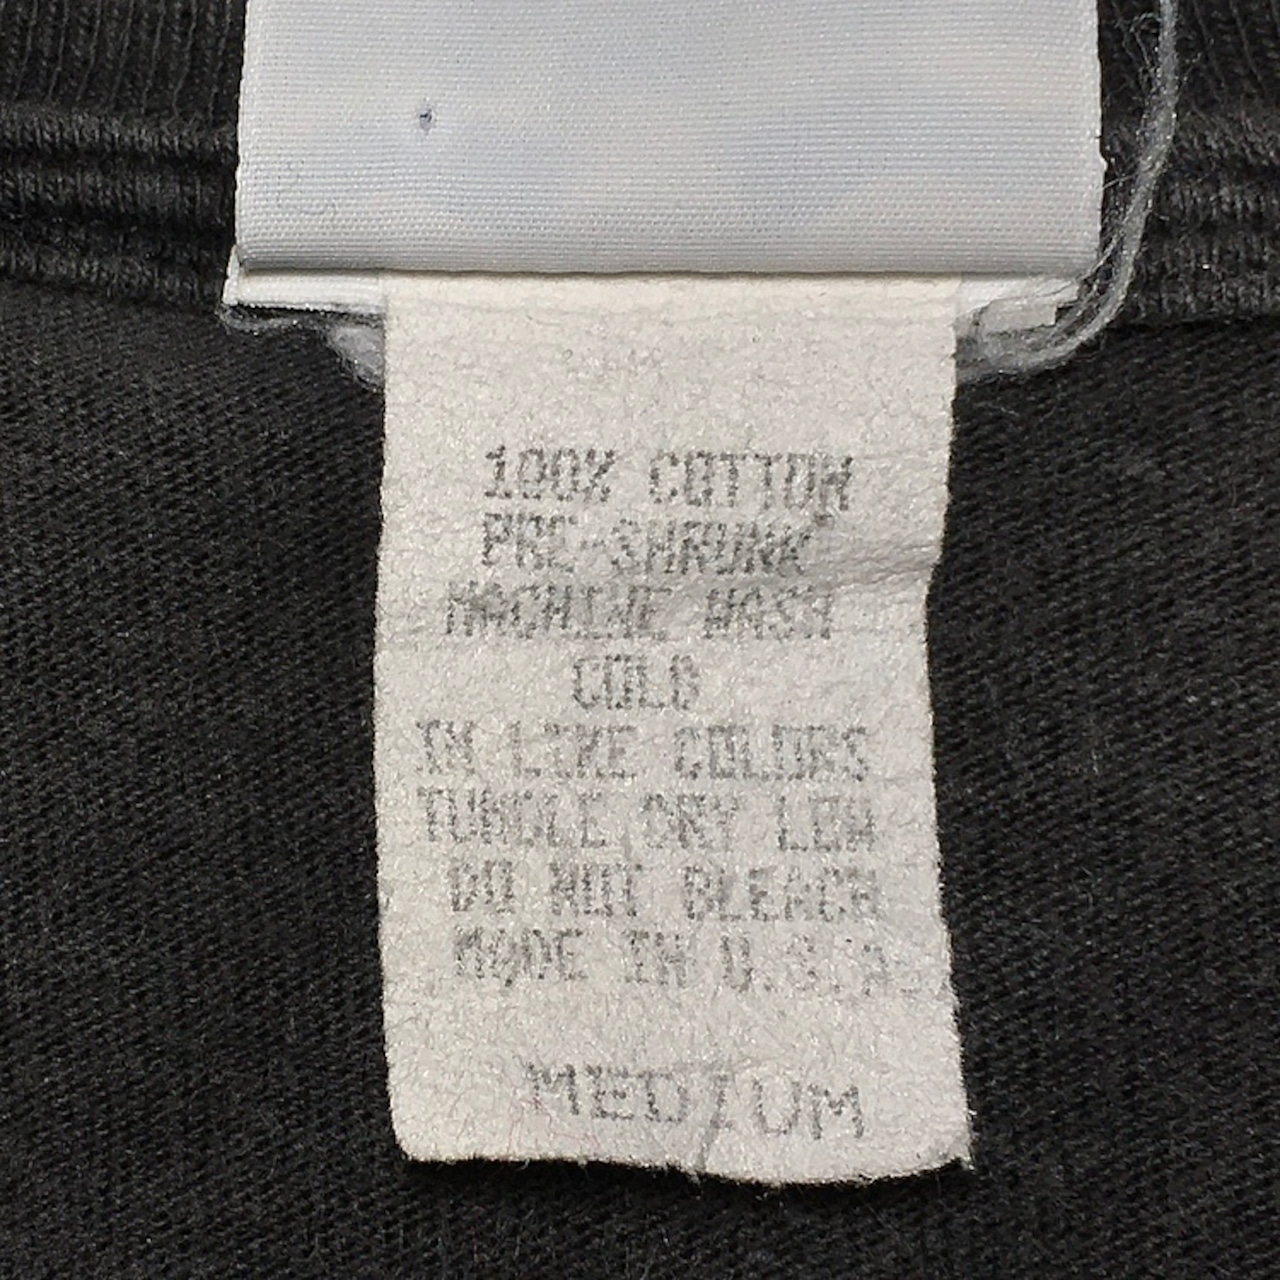 100% COTTON
PRE-SHRUNK
MACHINE WASH
COLD
IN LIKE COLORS
TUMBLE DRY LOW
DO NOT BLEACH
MADE IN U.S.A.
MEDIUM